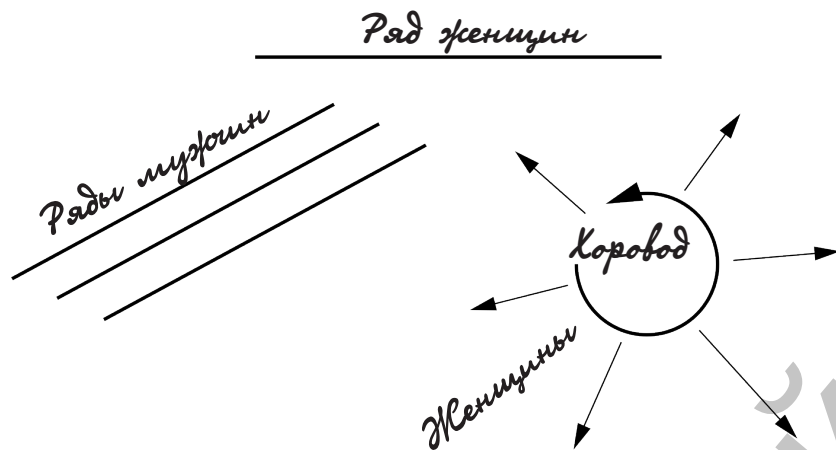 Ряд женщин
Ряды мужчин
Хоровод
Женщины